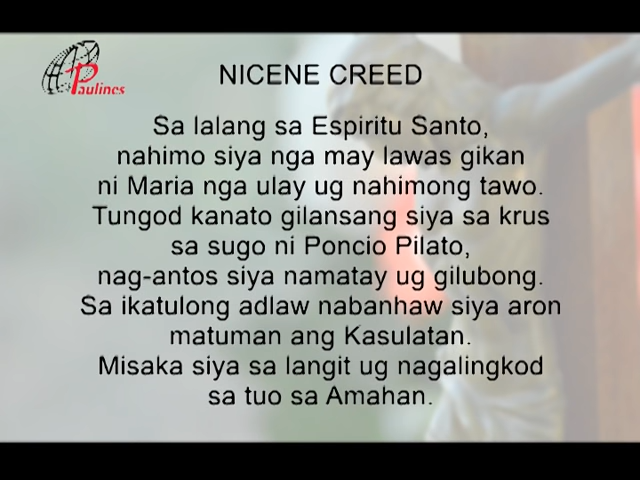 Paulines
NICENE CREED
Sa lalang sa Espiritu Santo,
nahimo siya nga may lawas gikan
ni Maria nga ulay ug nahimong tawo.
Tungod kanato gilansang siya sa krus
sa sugo ni Poncio Pilato,
nag-antos siya namatay ug gilubong.
Sa ikatulong adlaw nabanhaw siya aron
matuman ang Kasulatan.
Misaka siya sa langit ug nagalingkod
sa tuo sa Amahan.